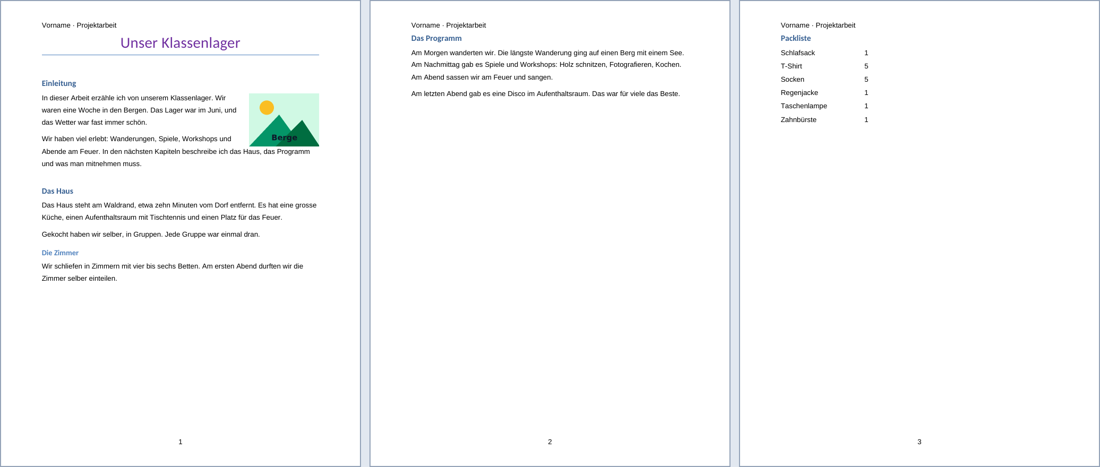 Vorname · Projektarbeit
Unser Klassenlager
Einleitung
In dieser Arbeit erzähle ich von unserem Klassenlager. Wir
waren eine Woche in den Bergen. Das Lager war im Juni, und
das Wetter war fast immer schön.
Berge
Wir haben viel erlebt: Wanderungen, Spiele, Workshops und
Abende am Feuer. In den nächsten Kapiteln beschreibe ich das Haus, das Programm
und was man mitnehmen muss.
Das Haus
Das Haus steht am Waldrand, etwa zehn Minuten vom Dorf entfernt. Es hat eine grosse
Küche, einen Aufenthaltsraum mit Tischtennis und einen Platz für das Feuer.
Gekocht haben wir selber, in Gruppen. Jede Gruppe war einmal dran.
Die Zimmer
Wir schliefen in Zimmern mit vier bis sechs Betten. Am ersten Abend durften wir die
Zimmer selber einteilen.
1
Vorname · Projektarbeit
Das Programm
Am Morgen wanderten wir. Die längste Wanderung ging auf einen Berg mit einem See.
Am Nachmittag gab es Spiele und Workshops: Holz schnitzen, Fotografieren, Kochen.
Am Abend sassen wir am Feuer und sangen.
Am letzten Abend gab es eine Disco im Aufenthaltsraum. Das war für viele das Beste.
2
Vorname · Projektarbeit
Packliste
Schlafsack 1
T-Shirt 5
Socken 5
Regenjacke 1
Taschenlampe 1
Zahnbürste 1
3